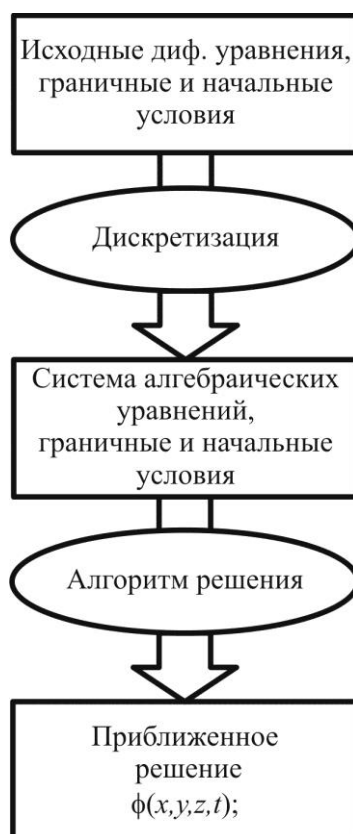 Исходные диф. уравнения,
граничные и начальные
условия
Дискретизация
Система алгебраических
уравнений,
граничные и начальные
условия
Алгоритм решения
Приближенное
решение
ϕ(x,y,z,t);